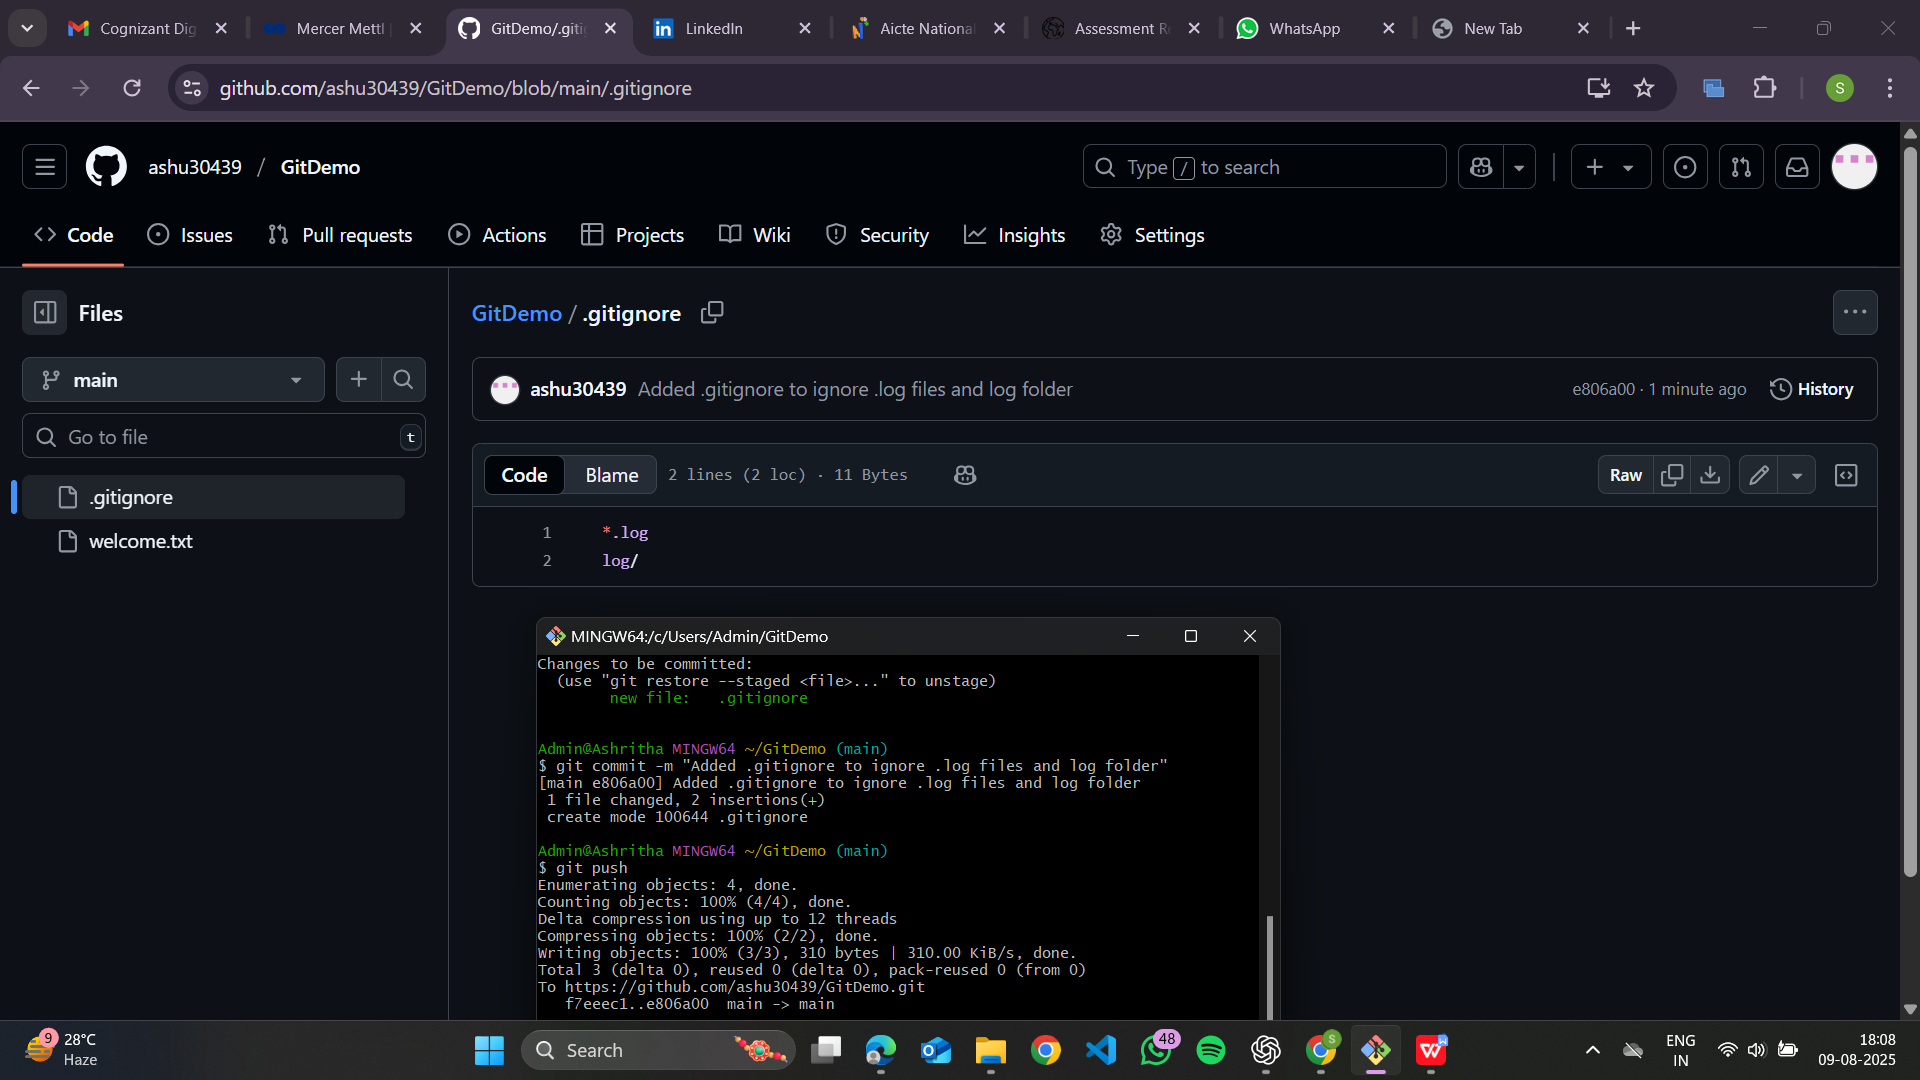 Cognizant Dig
Mercer Mettl |
GitDemo/.giti
LinkedIn
Aicte National
Assessment R
WhatsApp
New Tab
github.com/ashu30439/GitDemo/blob/main/.gitignore
S
ashu30439 / GitDemo
Type / to search
Code
Issues
Pull requests
Actions
Projects
Wiki
Security
Insights
Settings
Files
main
Go to file
t
.gitignore
welcome.txt
GitDemo / .gitignore
ashu30439 Added .gitignore to ignore .log files and log folder
e806a00 · 1 minute ago
History
Code
Blame
2 lines (2 loc) · 11 Bytes
Raw
1 *.log
2 log/
MINGW64:/c/Users/Admin/GitDemo
Changes to be committed:
(use "git restore --staged <file>..." to unstage)
new file: .gitignore
Admin@Ashritha MINGW64 ~/GitDemo (main)
$ git commit -m "Added .gitignore to ignore .log files and log folder"
[main e806a00] Added .gitignore to ignore .log files and log folder
1 file changed, 2 insertions(+)
create mode 100644 .gitignore
Admin@Ashritha MINGW64 ~/GitDemo (main)
$ git push
Enumerating objects: 4, done.
Counting objects: 100% (4/4), done.
Delta compression using up to 12 threads
Compressing objects: 100% (2/2), done.
Writing objects: 100% (3/3), 310 bytes | 310.00 KiB/s, done.
Total 3 (delta 0), reused 0 (delta 0), pack-reused 0 (from 0)
To https://github.com/ashu30439/GitDemo.git
f7eeec1..e806a00 main -> main
9
28°C
Haze
Search
48
S
W
ENG
IN
18:08
09-08-2025